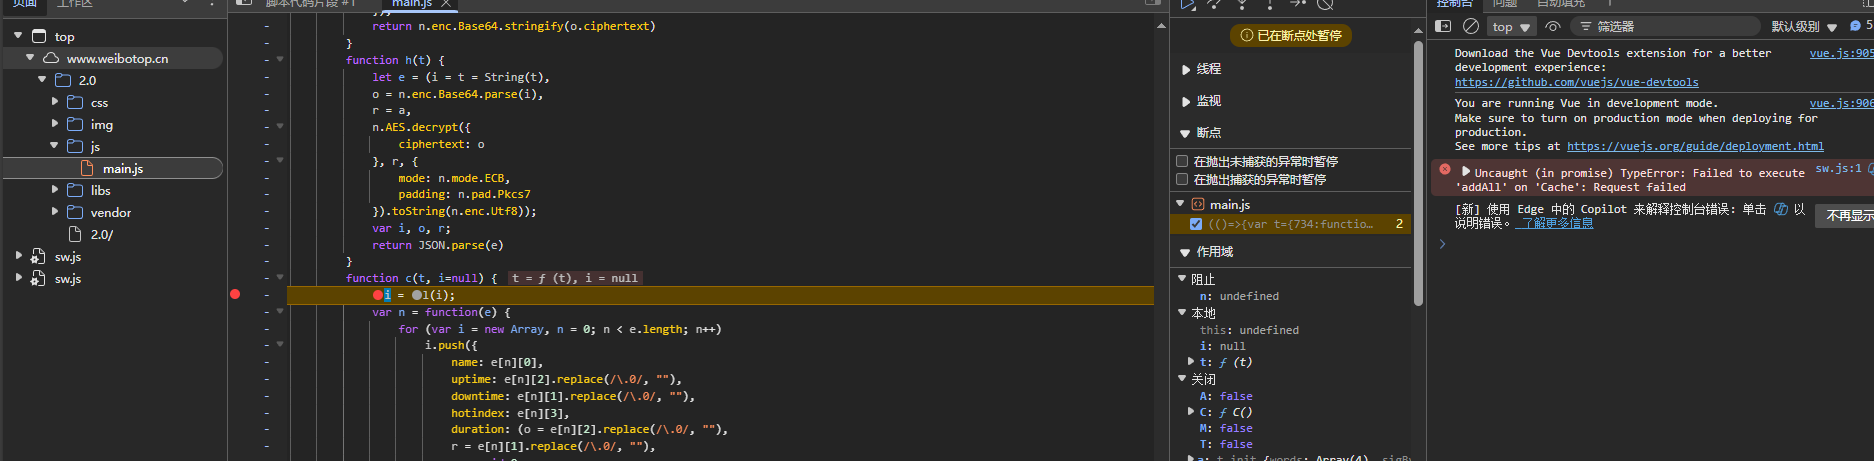 页面
工作区
top
www.weibotop.cn
2.0
css
img
js
main.js
libs
vendor
2.0/
sw.js
sw.js
脚本代码片段 #1
main.js
return n.enc.Base64.stringify(o.ciphertext)
}
function h(t) {
let e = (i = t = String(t),
o = n.enc.Base64.parse(i),
r = a,
n.AES.decrypt({
ciphertext: o
}, r, {
mode: n.mode.ECB,
padding: n.pad.Pkcs7
}).toString(n.enc.Utf8));
var i, o, r;
return JSON.parse(e)
}
function c(t, i=null) { t = ƒ (t), i = null
i = l(i);
var n = function(e) {
for (var i = new Array, n = 0; n < e.length; n++)
i.push({
name: e[n][0],
uptime: e[n][2].replace(/\.0/, ""),
downtime: e[n][1].replace(/\.0/, ""),
hotindex: e[n][3],
duration: (o = e[n][2].replace(/\.0/, ""),
r = e[n][1].replace(/\.0/, ""),
已在断点处暂停
线程
监视
断点
在抛出未捕获的异常时暂停
在抛出捕获的异常时暂停
main.js
(()=>{var t={734:functio… 2
作用域
阻止
n: undefined
本地
this: undefined
i: null
t: ƒ (t)
关闭
A: false
C: ƒ C()
M: false
T: false
a: t.init {words: Array(4), sigBy
控制台
问题
自动填充
top
筛选器
默认级别
5
Download the Vue Devtools extension for a better vue.js:905
development experience:
https://github.com/vuejs/vue-devtools
You are running Vue in development mode. vue.js:906
Make sure to turn on production mode when deploying for
production.
See more tips at https://vuejs.org/guide/deployment.html
Uncaught (in promise) TypeError: Failed to execute sw.js:1
'addAll' on 'Cache': Request failed
[新] 使用 Edge 中的 Copilot 来解释控制台错误: 单击 以
说明错误。 了解更多信息
不再显示